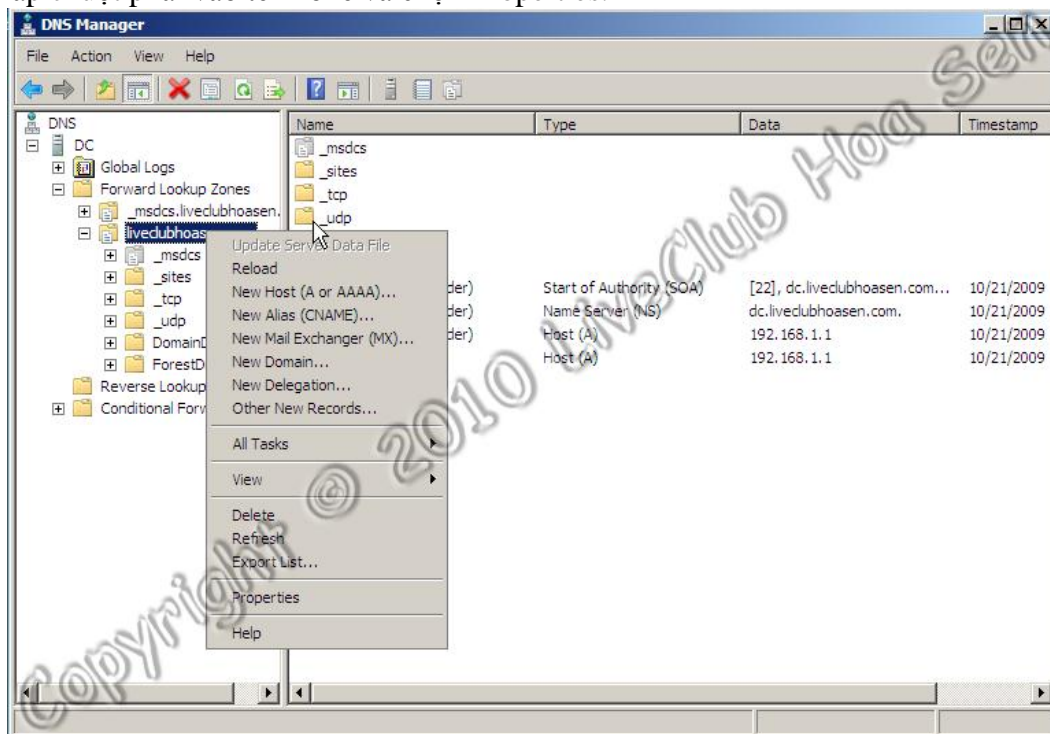 DNS Manager
File Action View Help
DNS
DC
Global Logs
Forward Lookup Zones
_msdcs.liveclubhoasen.
liveclubhoas
_msdcs
_sites
_tcp
_udp
DomainD
ForestD
Reverse Lookup
Conditional Forv
Name Type Data Timestamp
_msdcs
_sites
_tcp
_udp
der) Start of Authority (SOA) [22], dc.liveclubhoasen.com... 10/21/2009
der) Name Server (NS) dc.liveclubhoasen.com. 10/21/2009
der) Host (A) 192.168.1.1 10/21/2009
Host (A) 192.168.1.1 10/21/2009
Update Server Data File
Reload
New Host (A or AAAA)...
New Alias (CNAME)...
New Mail Exchanger (MX)...
New Domain...
New Delegation...
Other New Records...
All Tasks
View
Delete
Refresh
Export List...
Properties
Help
Copyright © 2010 LiveClub Hoa Sen